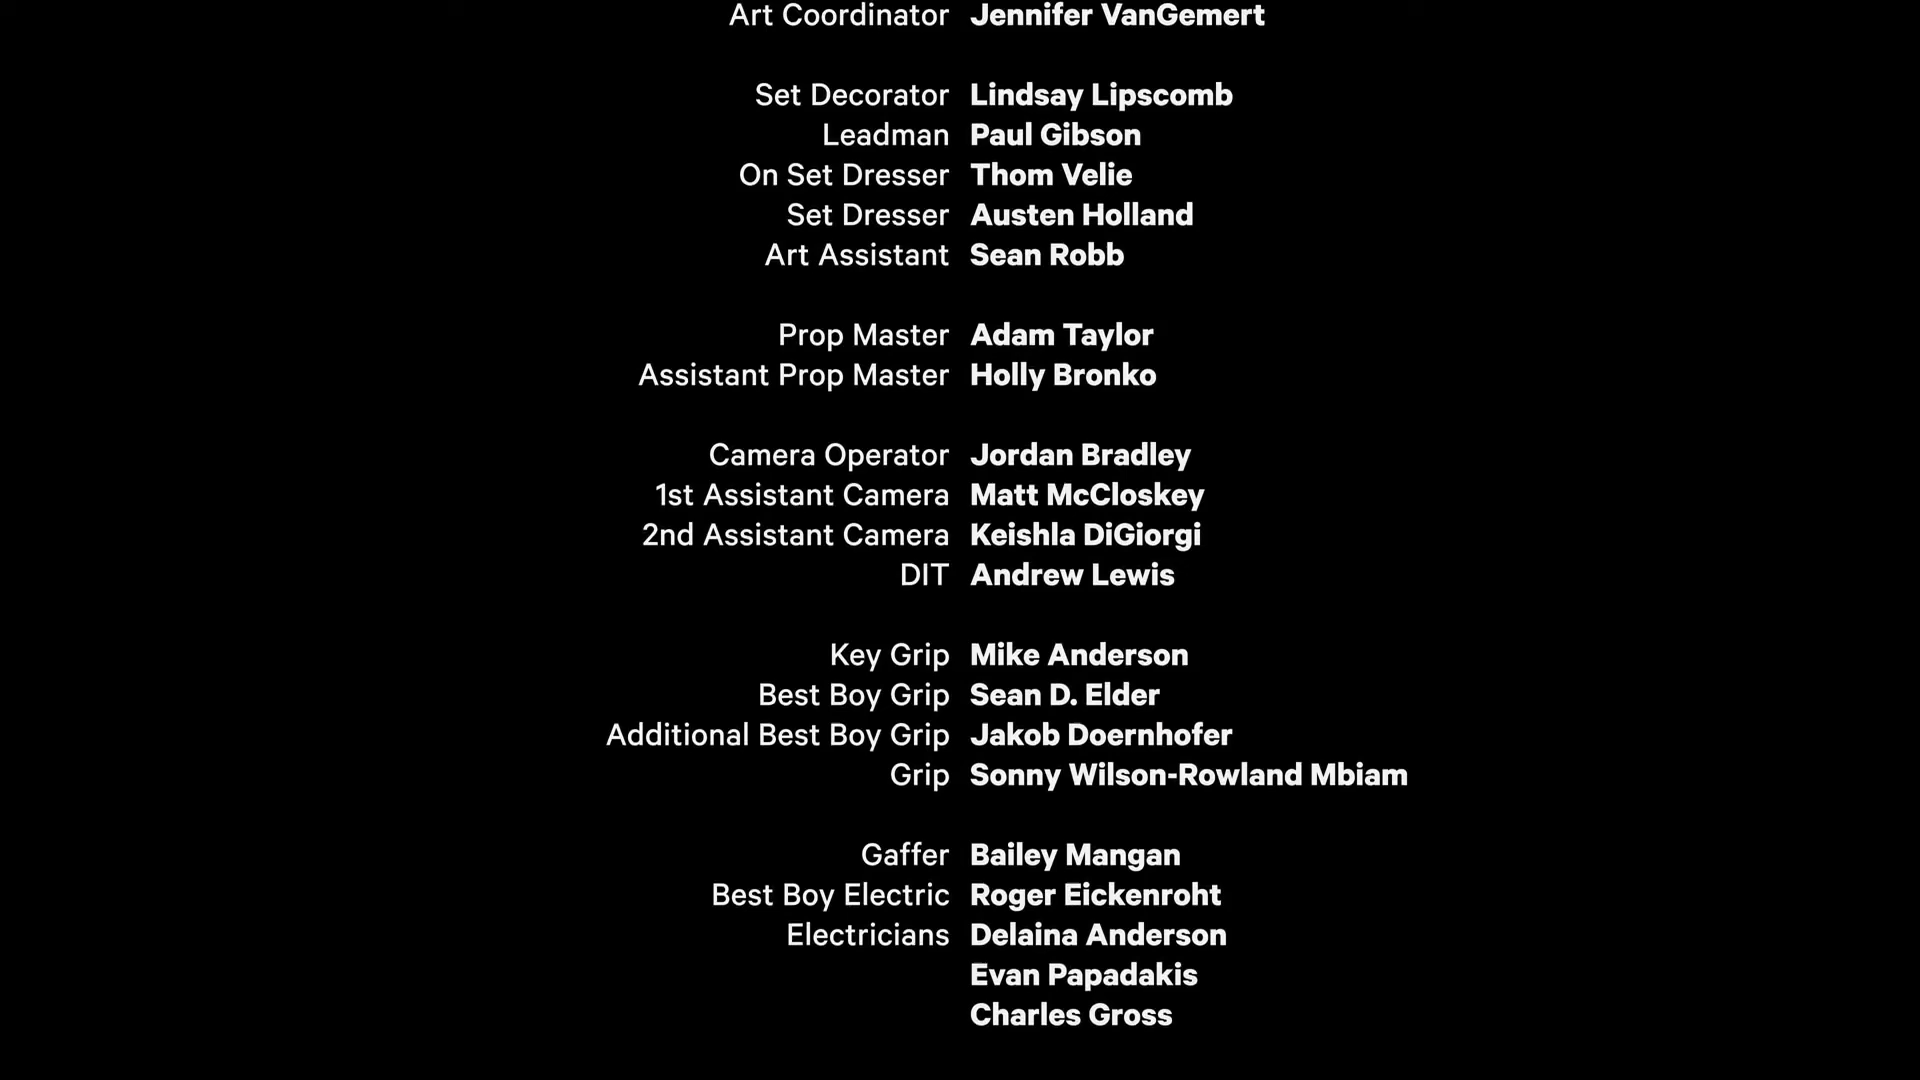 Art Coordinator Jennifer VanGemert
Set Decorator Lindsay Lipscomb
Leadman Paul Gibson
On Set Dresser Thom Velie
Set Dresser Austen Holland
Art Assistant Sean Robb
Prop Master Adam Taylor
Assistant Prop Master Holly Bronko
Camera Operator Jordan Bradley
1st Assistant Camera Matt McCloskey
2nd Assistant Camera Keishla DiGiorgi
DIT Andrew Lewis
Key Grip Mike Anderson
Best Boy Grip Sean D. Elder
Additional Best Boy Grip Jakob Doernhofer
Grip Sonny Wilson-Rowland Mbiam
Gaffer Bailey Mangan
Best Boy Electric Roger Eickenroht
Electricians Delaina Anderson
Evan Papadakis
Charles Gross